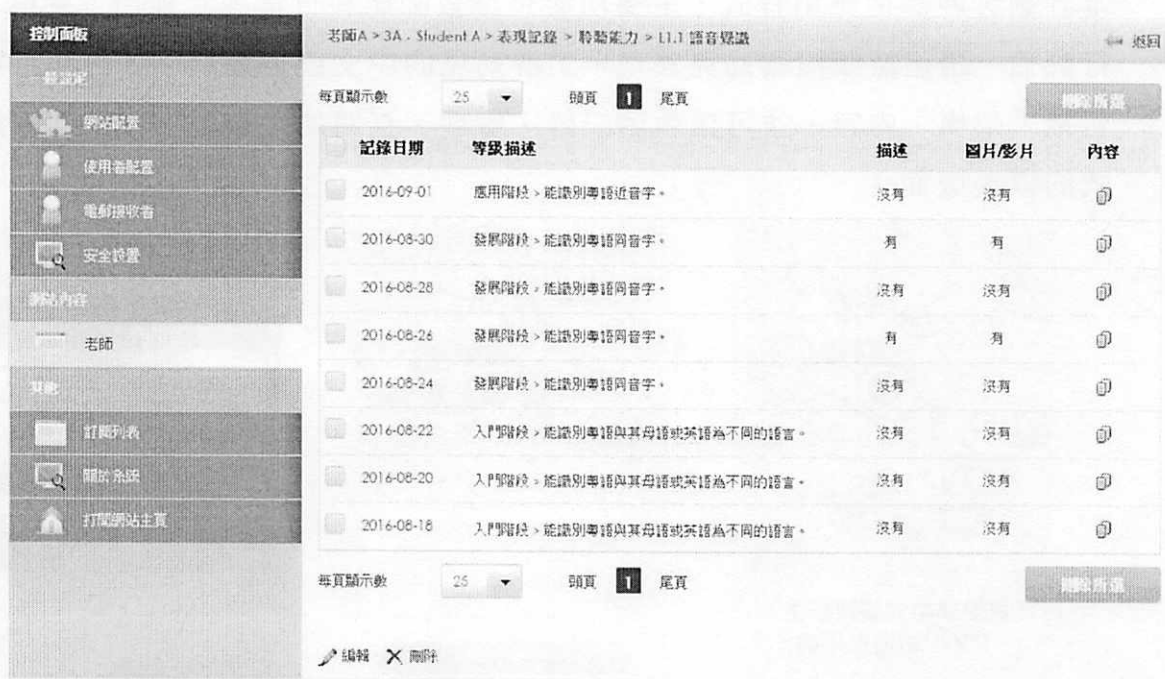 控制面板
老師A > 3A - Student A > 表現記錄 > 聆聽能力 > L1.1 語音辨識
返回
一般設定
網站配置
使用者配置
電郵接收者
安全設置
網站內容
老師
其他
訂閱列表
關於系統
打開網站主頁
每頁顯示數 25 頭頁 1 尾頁 刪除所選
記錄日期 等級描述 描述 圖片/影片 內容
2016-09-01 應用階段 > 能識別粵語近音字。 沒有 沒有
2016-08-30 發展階段 > 能識別粵語同音字。 有 有
2016-08-28 發展階段 > 能識別粵語同音字。 沒有 沒有
2016-08-26 發展階段 > 能識別粵語同音字。 有 有
2016-08-24 發展階段 > 能識別粵語同音字。 沒有 沒有
2016-08-22 入門階段 > 能識別粵語與其母語或英語為不同的語言。 沒有 沒有
2016-08-20 入門階段 > 能識別粵語與其母語或英語為不同的語言。 沒有 沒有
2016-08-18 入門階段 > 能識別粵語與其母語或英語為不同的語言。 沒有 沒有
每頁顯示數 25 頭頁 1 尾頁 刪除所選
編輯 刪除